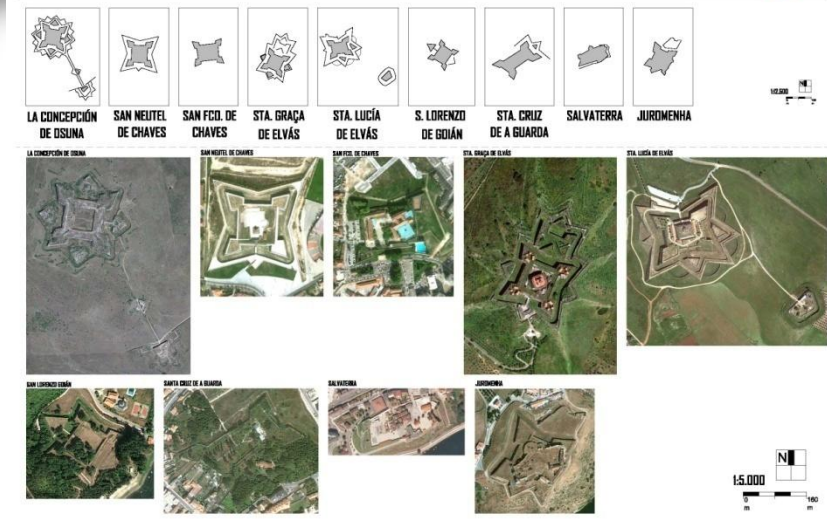 LA CONCEPCIÓN
DE OSUNA
SAN NEUTEL
DE CHAVES
SAN FCO. DE
CHAVES
STA. GRAÇA
DE ELVÁS
STA. LUCÍA
DE ELVÁS
S. LORENZO
DE GOIÁN
STA. CRUZ
DE A GUARDA
SALVATERRA
JUROMENHA
LA CONCEPCIÓN DE OSUNA
SAN NEUTEL DE CHAVES
SAN FCO. DE CHAVES
STA. GRAÇA DE ELVÁS
STA. LUCÍA DE ELVÁS
SAN LORENZO GOIÁN
SANTA CRUZ DE A GUARDA
SALVATERRA
JUROMENHA
N
1:5.000
0 160
m m